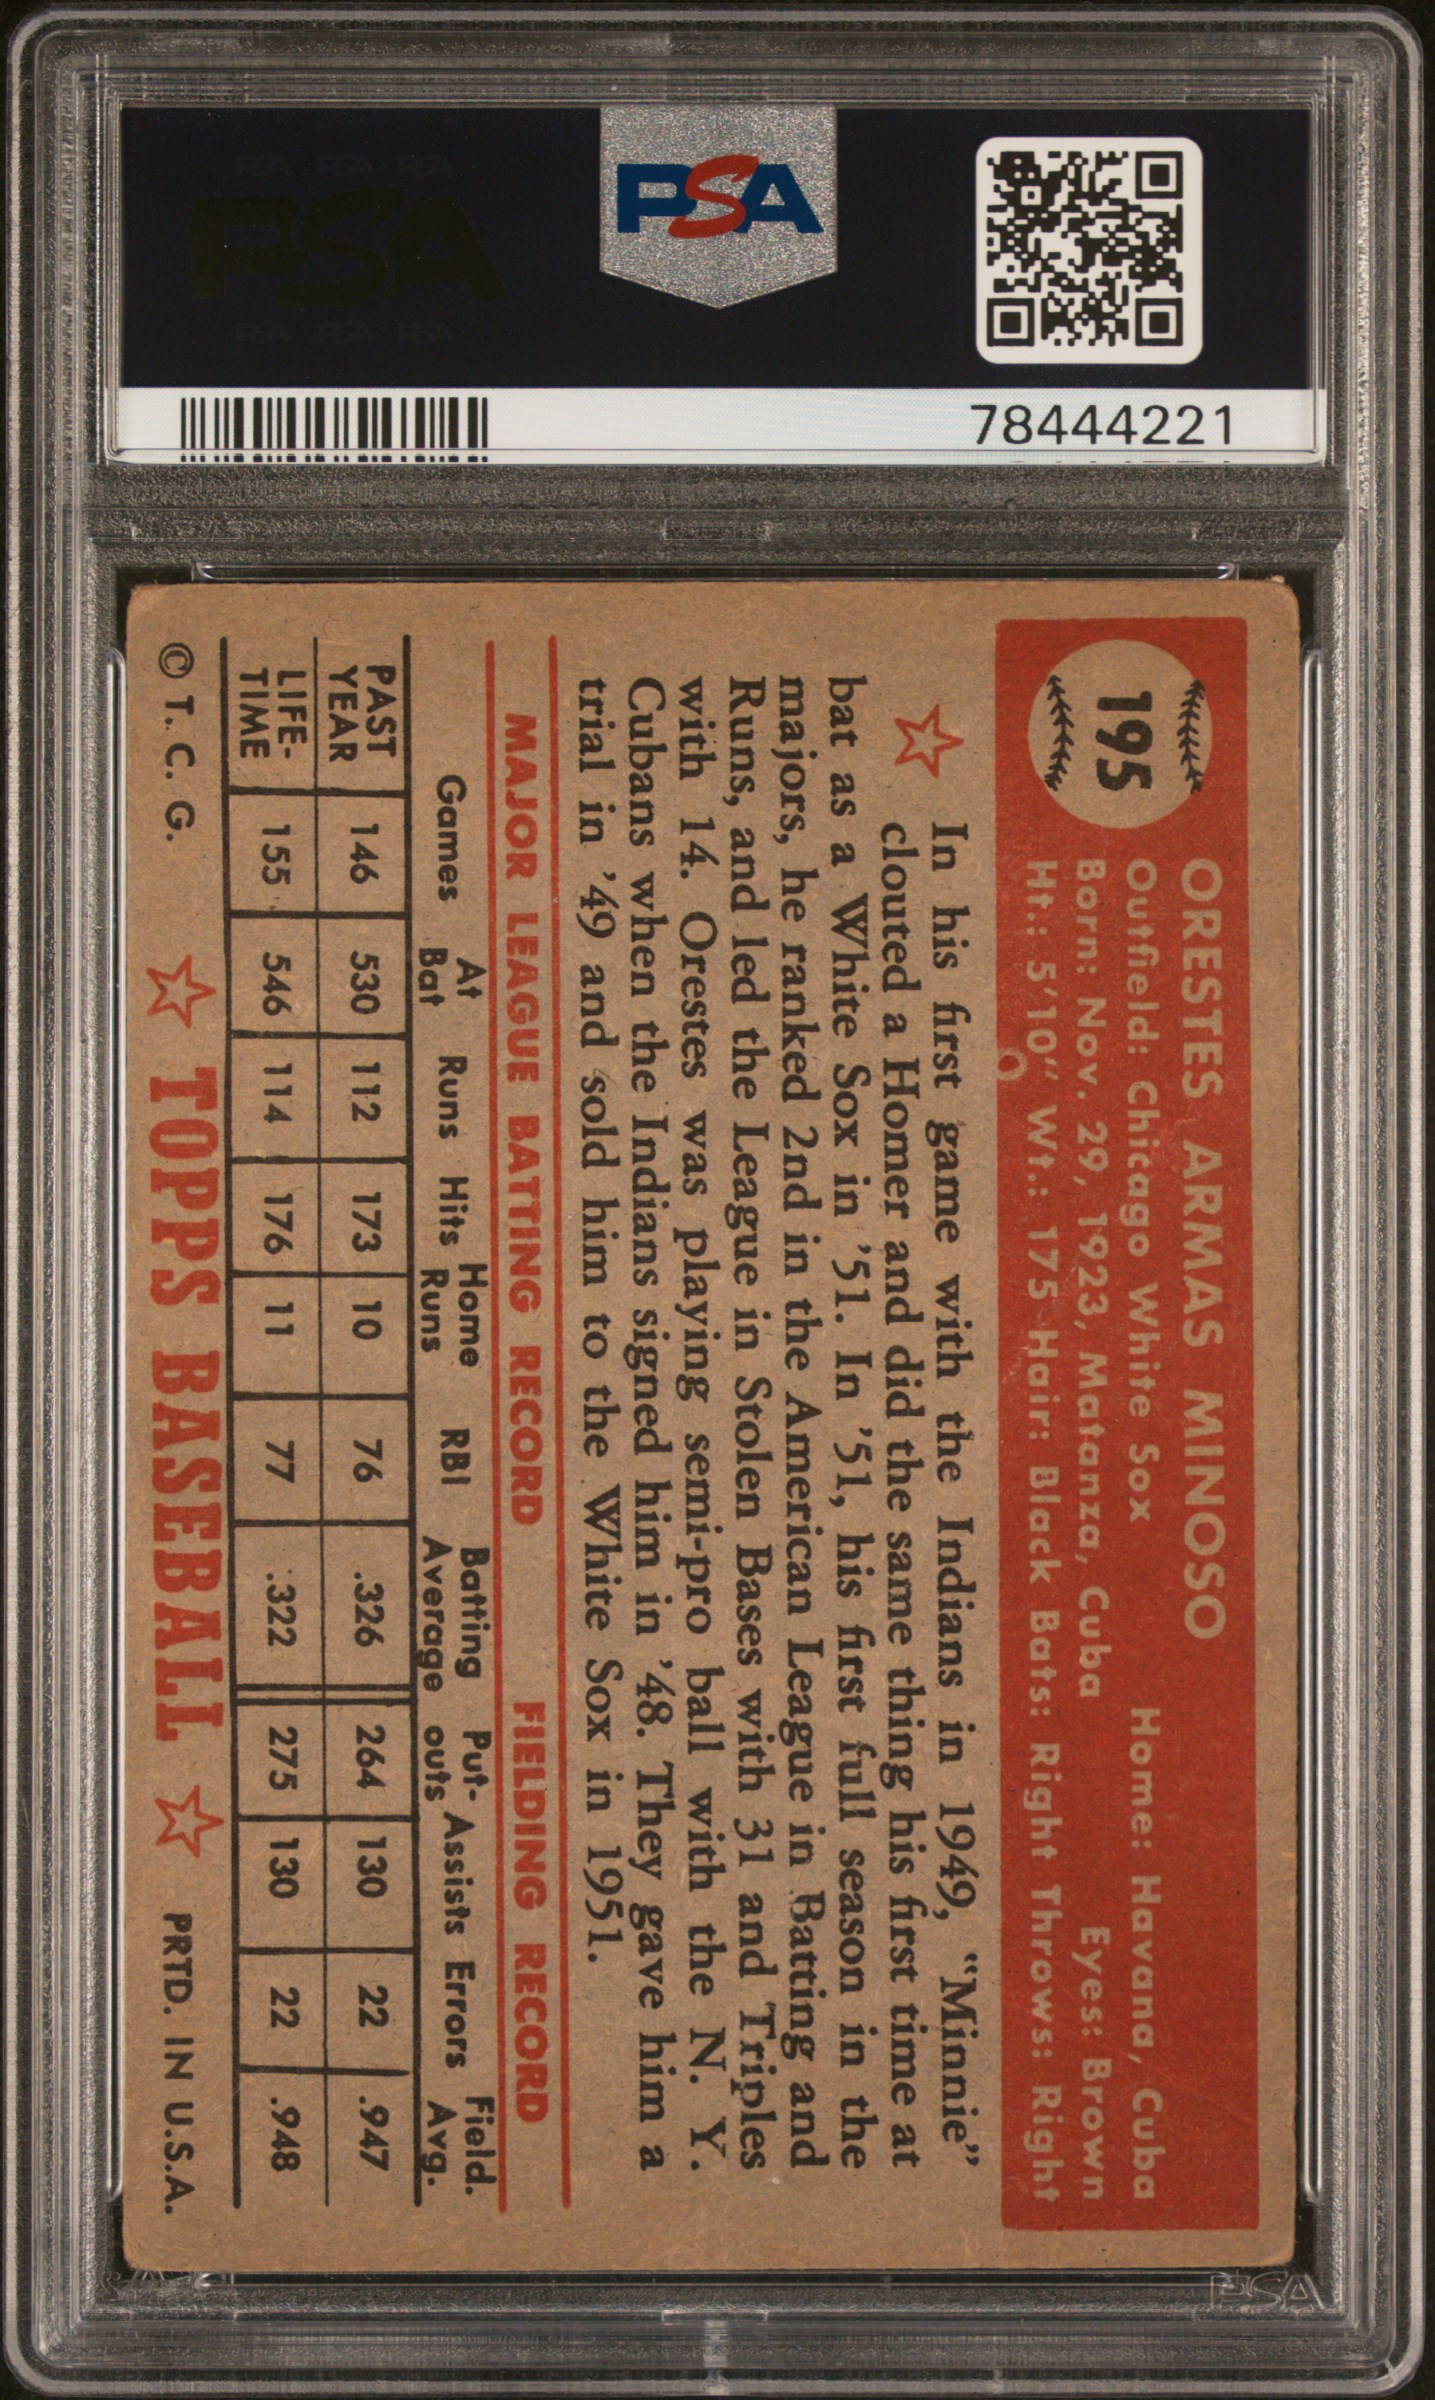 PSA PSA PSA
PSA
PSA PSA PSA
PSA
78444221
195
ORESTES ARMAS MINOSO
Outfield: Chicago White Sox Home: Havana, Cuba
Born: Nov. 29, 1923, Matanza, Cuba Eyes: Brown
Ht.: 5'10" Wt.: 175 Hair: Black Bats: Right Throws: Right
In his first game with the Indians in 1949, “Minnie”
clouted a Homer and did the same thing his first time at
bat as a White Sox in ’51. In ’51, his first full season in the
majors, he ranked 2nd in the American League in Batting and
Runs, and led the League in Stolen Bases with 31 and Triples
with 14. Orestes was playing semi-pro ball with the N. Y.
Cubans when the Indians signed him in ’48. They gave him a
trial in ’49 and sold him to the White Sox in 1951.
MAJOR LEAGUE BATTING RECORD FIELDING RECORD
Games At Bat Runs Hits Home Runs RBI Batting Average Put-outs Assists Errors Field. Avg.
PAST YEAR 146 530 112 173 10 76 .326 264 130 22 .947
LIFE-TIME 155 546 114 176 11 77 .322 275 130 22 .948
© T. C. G. TOPPS BASEBALL PRTD. IN U.S.A.
PSA